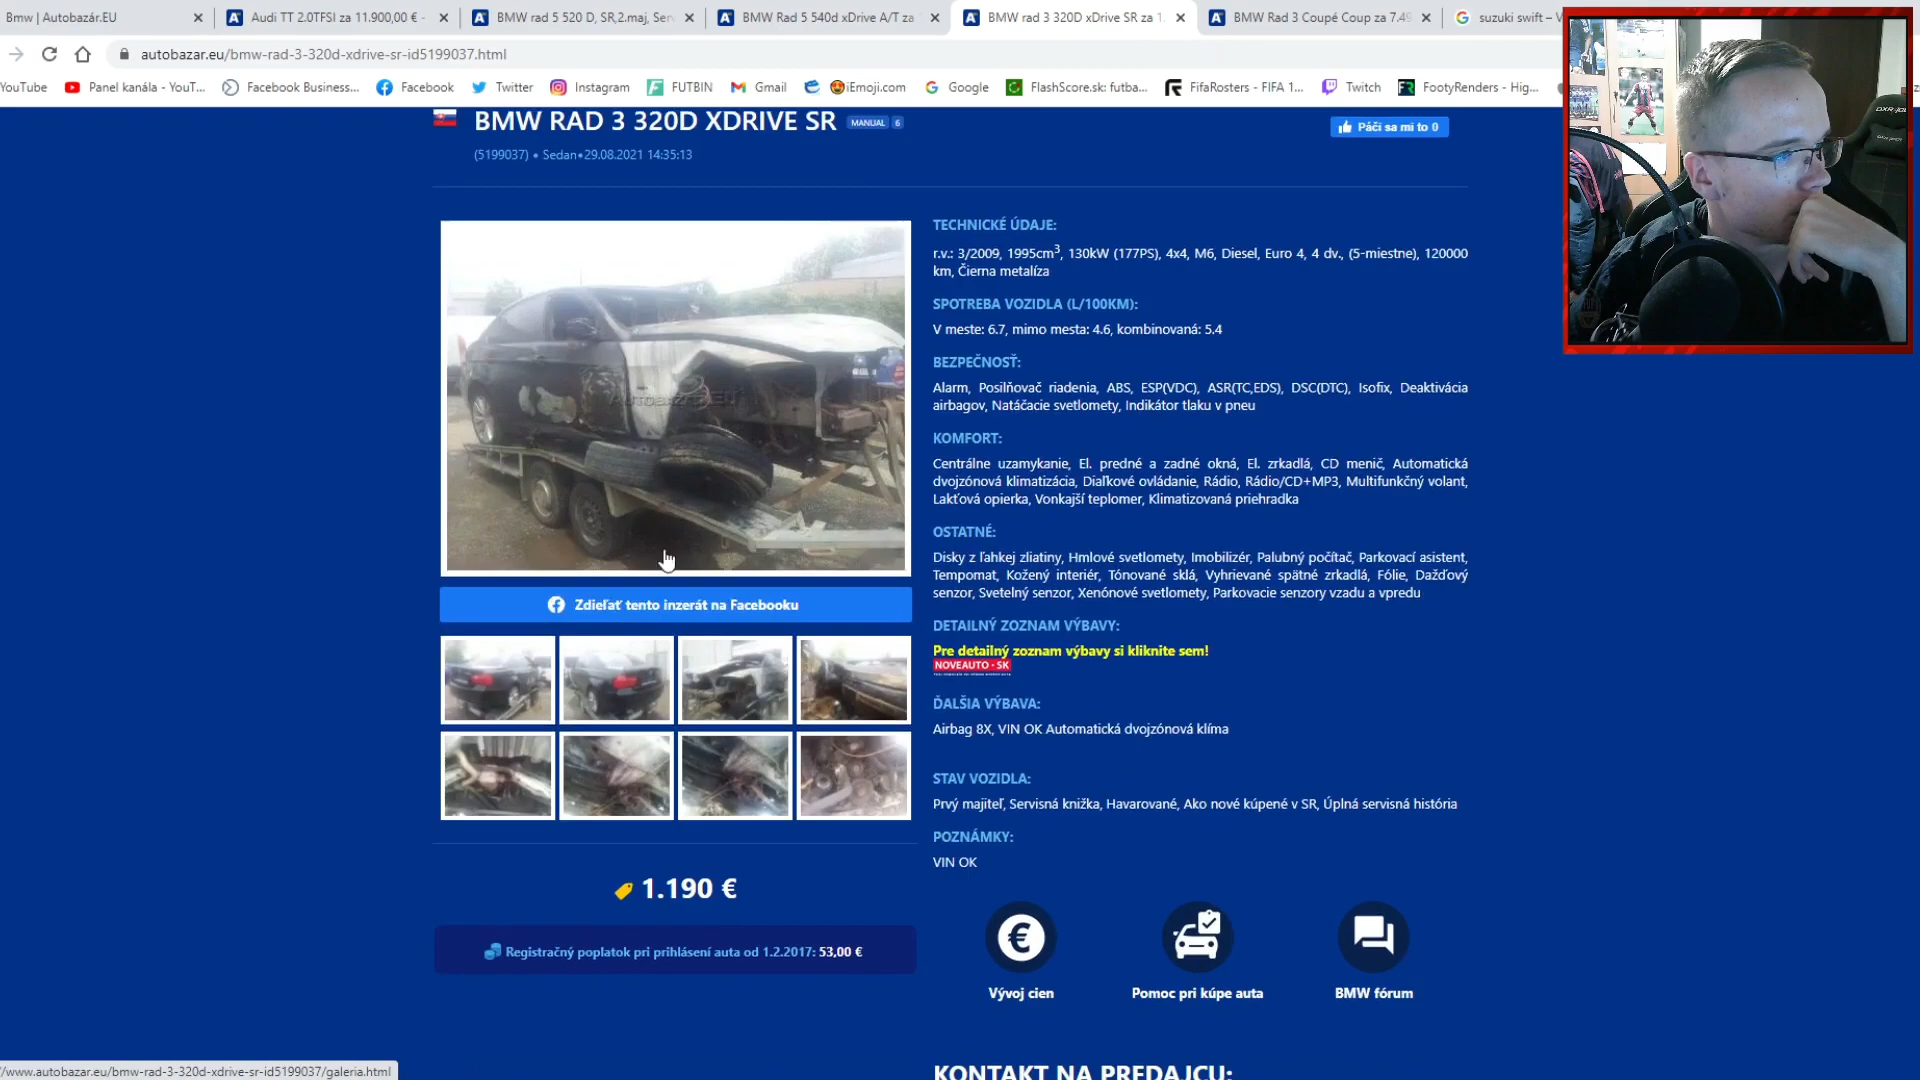 Bmw | Autobazár.EU
Audi TT 2.0TFSI za 11.900,00 € -
BMW rad 5 520 D, SR,2.maj, Ser
BMW Rad 5 540d xDrive A/T za
BMW rad 3 320D xDrive SR za 1.
BMW Rad 3 Coupé Coup za 7.49
suzuki swift – V
autobazar.eu/bmw-rad-3-320d-xdrive-sr-id5199037.html
YouTube
Panel kanála - YouT...
Facebook Business...
Facebook
Twitter
Instagram
FUTBIN
Gmail
iEmoji.com
Google
FlashScore.sk: futba...
FifaRosters - FIFA 1...
Twitch
FootyRenders - Hig...
BMW RAD 3 320D XDRIVE SR MANUAL 6
Páči sa mi to 0
(5199037) • Sedan•29.08.2021 14:35:13
AUTOBAZAR.EU
Zdieľať tento inzerát na Facebooku
1.190 €
Registračný poplatok pri prihlásení auta od 1.2.2017: 53,00 €
TECHNICKÉ ÚDAJE:
r.v.: 3/2009, 1995cm3, 130kW (177PS), 4x4, M6, Diesel, Euro 4, 4 dv., (5-miestne), 120000
km, Čierna metalíza
SPOTREBA VOZIDLA (L/100KM):
V meste: 6.7, mimo mesta: 4.6, kombinovaná: 5.4
BEZPEČNOSŤ:
Alarm, Posilňovač riadenia, ABS, ESP(VDC), ASR(TC,EDS), DSC(DTC), Isofix, Deaktivácia
airbagov, Natáčacie svetlomety, Indikátor tlaku v pneu
KOMFORT:
Centrálne uzamykanie, El. predné a zadné okná, El. zrkadlá, CD menič, Automatická
dvojzónová klimatizácia, Diaľkové ovládanie, Rádio, Rádio/CD+MP3, Multifunkčný volant,
Lakťová opierka, Vonkajší teplomer, Klimatizovaná priehradka
OSTATNÉ:
Disky z ľahkej zliatiny, Hmlové svetlomety, Imobilizér, Palubný počítač, Parkovací asistent,
Tempomat, Kožený interiér, Tónované sklá, Vyhrievané spätné zrkadlá, Fólie, Dažďový
senzor, Svetelný senzor, Xenónové svetlomety, Parkovacie senzory vzadu a vpredu
DETAILNÝ ZOZNAM VÝBAVY:
Pre detailný zoznam výbavy si kliknite sem!
NOVEAUTO·SK
ĎALŠIA VÝBAVA:
Airbag 8X, VIN OK Automatická dvojzónová klíma
STAV VOZIDLA:
Prvý majiteľ, Servisná knižka, Havarované, Ako nové kúpené v SR, Úplná servisná história
POZNÁMKY:
VIN OK
Vývoj cien
Pomoc pri kúpe auta
BMW fórum
KONTAKT NA PREDAJCU:
/www.autobazar.eu/bmw-rad-3-320d-xdrive-sr-id5199037/galeria.html